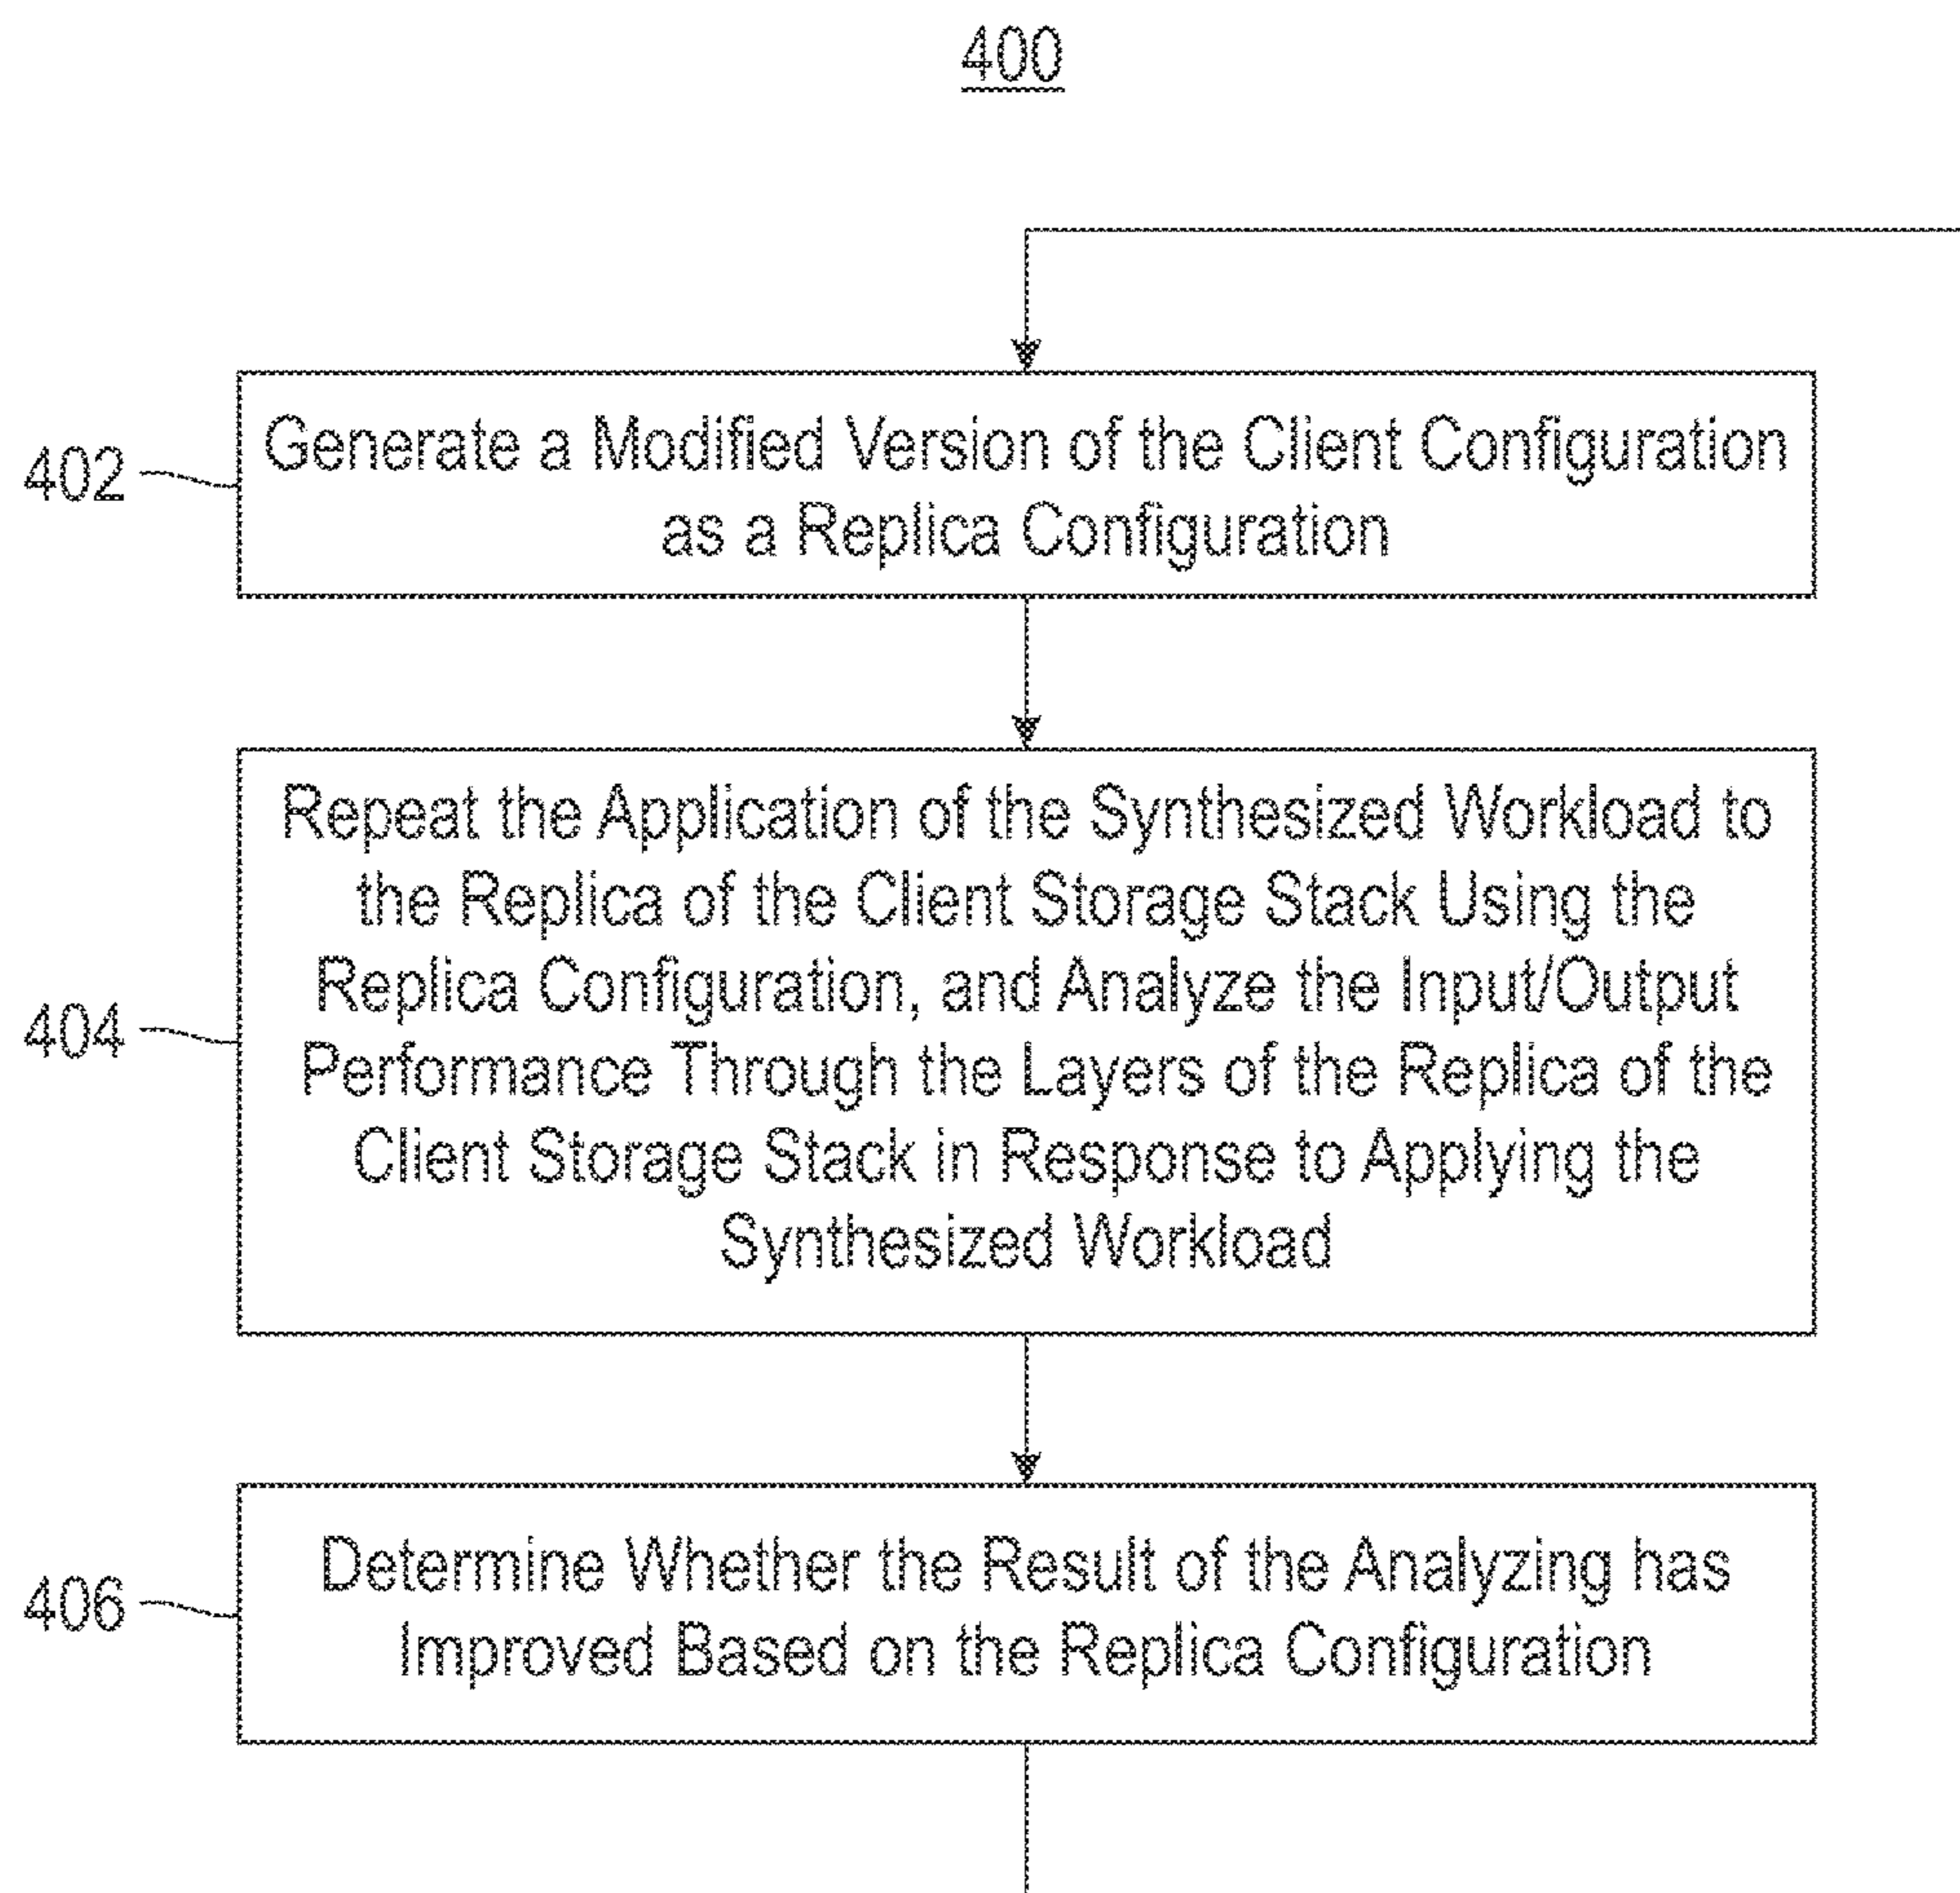 400
402
Generate a Modified Version of the Client Configuration
as a Replica Configuration
404
Repeat the Application of the Synthesized Workload to
the Replica of the Client Storage Stack Using the
Replica Configuration, and Analyze the Input/Output
Performance Through the Layers of the Replica of the
Client Storage Stack in Response to Applying the
Synthesized Workload
406
Determine Whether the Result of the Analyzing has
Improved Based on the Replica Configuration